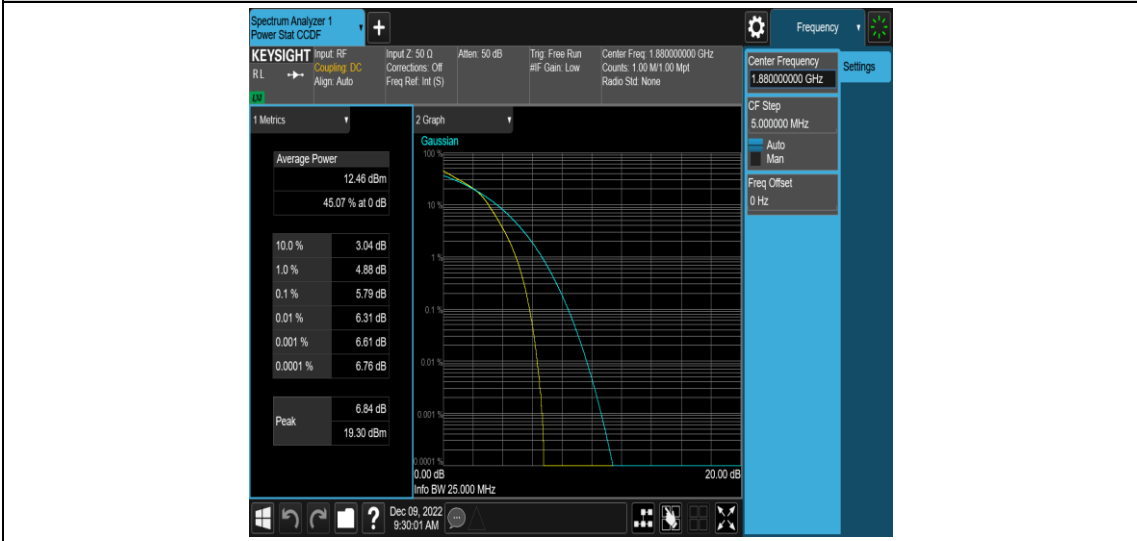 Spectrum Analyzer 1
Power Stat CCDF
+
Frequency
KEYSIGHT
RL
LXI
Input: RF
Coupling: DC
Align: Auto
Input Z: 50 Ω
Corrections: Off
Freq Ref: Int (S)
Atten: 50 dB
Trig: Free Run
#IF Gain: Low
Center Freq: 1.880000000 GHz
Counts: 1.00 M/1.00 Mpt
Radio Std: None
Center Frequency
1.880000000 GHz
Settings
CF Step
5.000000 MHz
Auto
Man
Freq Offset
0 Hz
1 Metrics
Average Power
12.46 dBm
45.07 % at 0 dB
10.0 % 3.04 dB
1.0 % 4.88 dB
0.1 % 5.79 dB
0.01 % 6.31 dB
0.001 % 6.61 dB
0.0001 % 6.76 dB
Peak
6.84 dB
19.30 dBm
2 Graph
Gaussian
100 %
10 %
1 %
0.1 %
0.01 %
0.001 %
0.0001 %
0.00 dB 20.00 dB
Info BW 25.000 MHz
?
Dec 09, 2022
9:30:01 AM